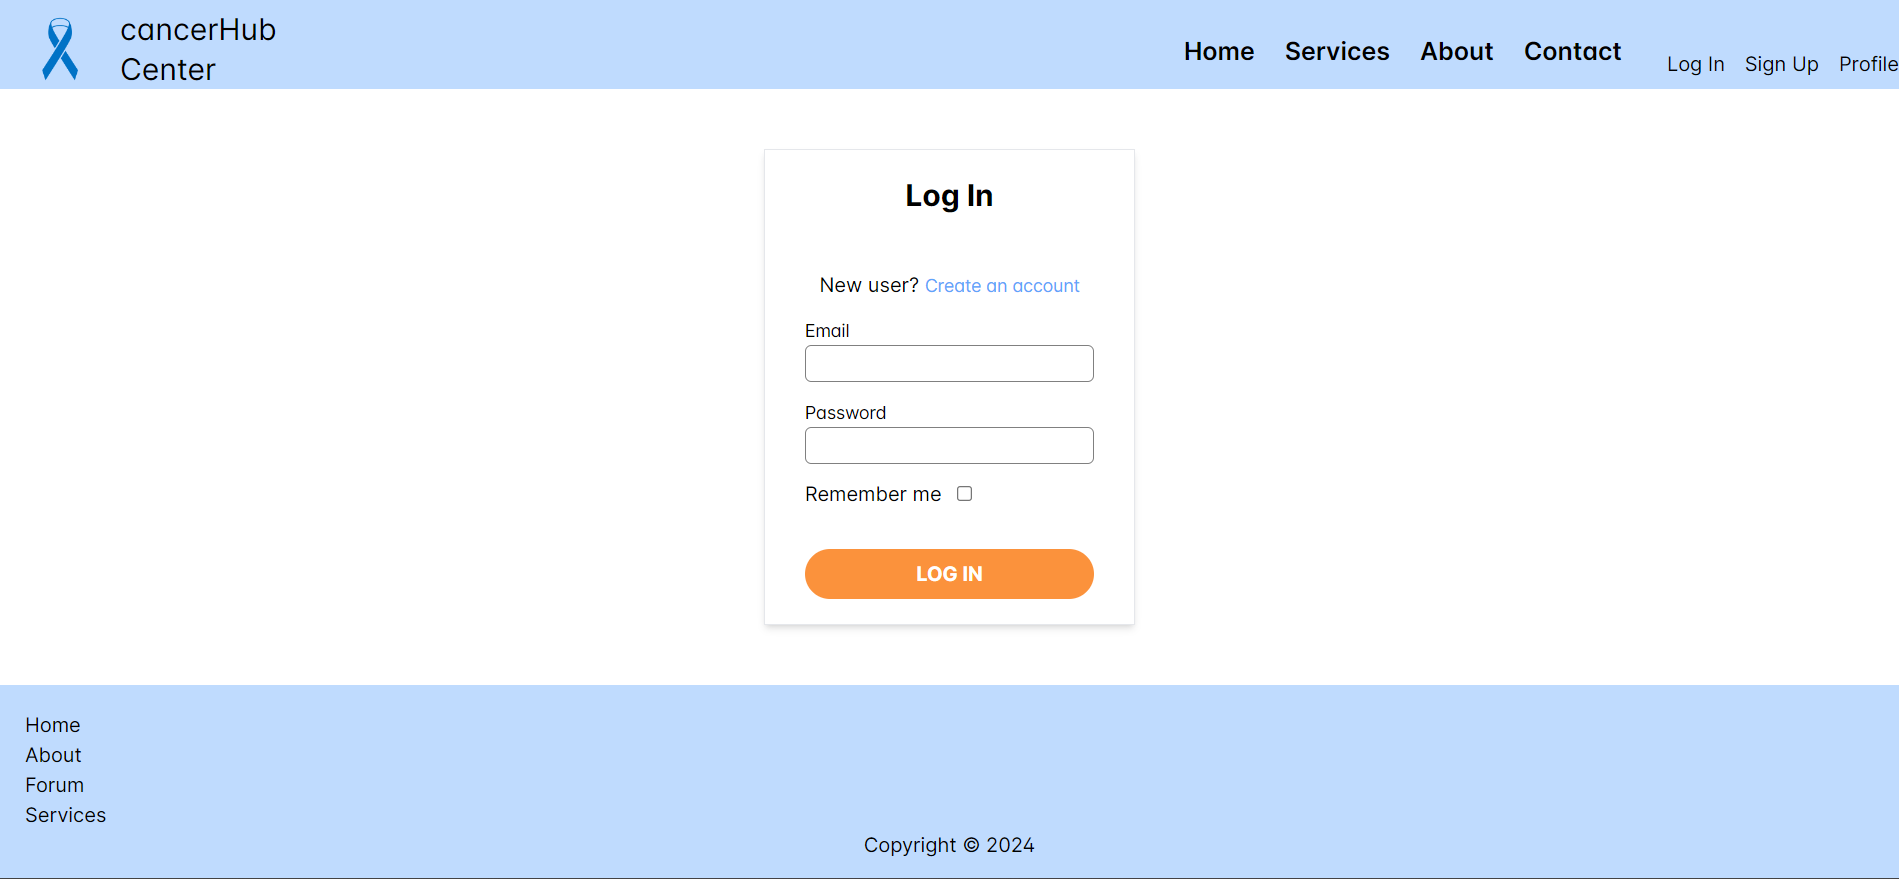 cancerHub
Center
Home Services About Contact
Log In Sign Up Profile
Log In
New user? Create an account
Email
Password
Remember me
LOG IN
Home
About
Forum
Services
Copyright © 2024